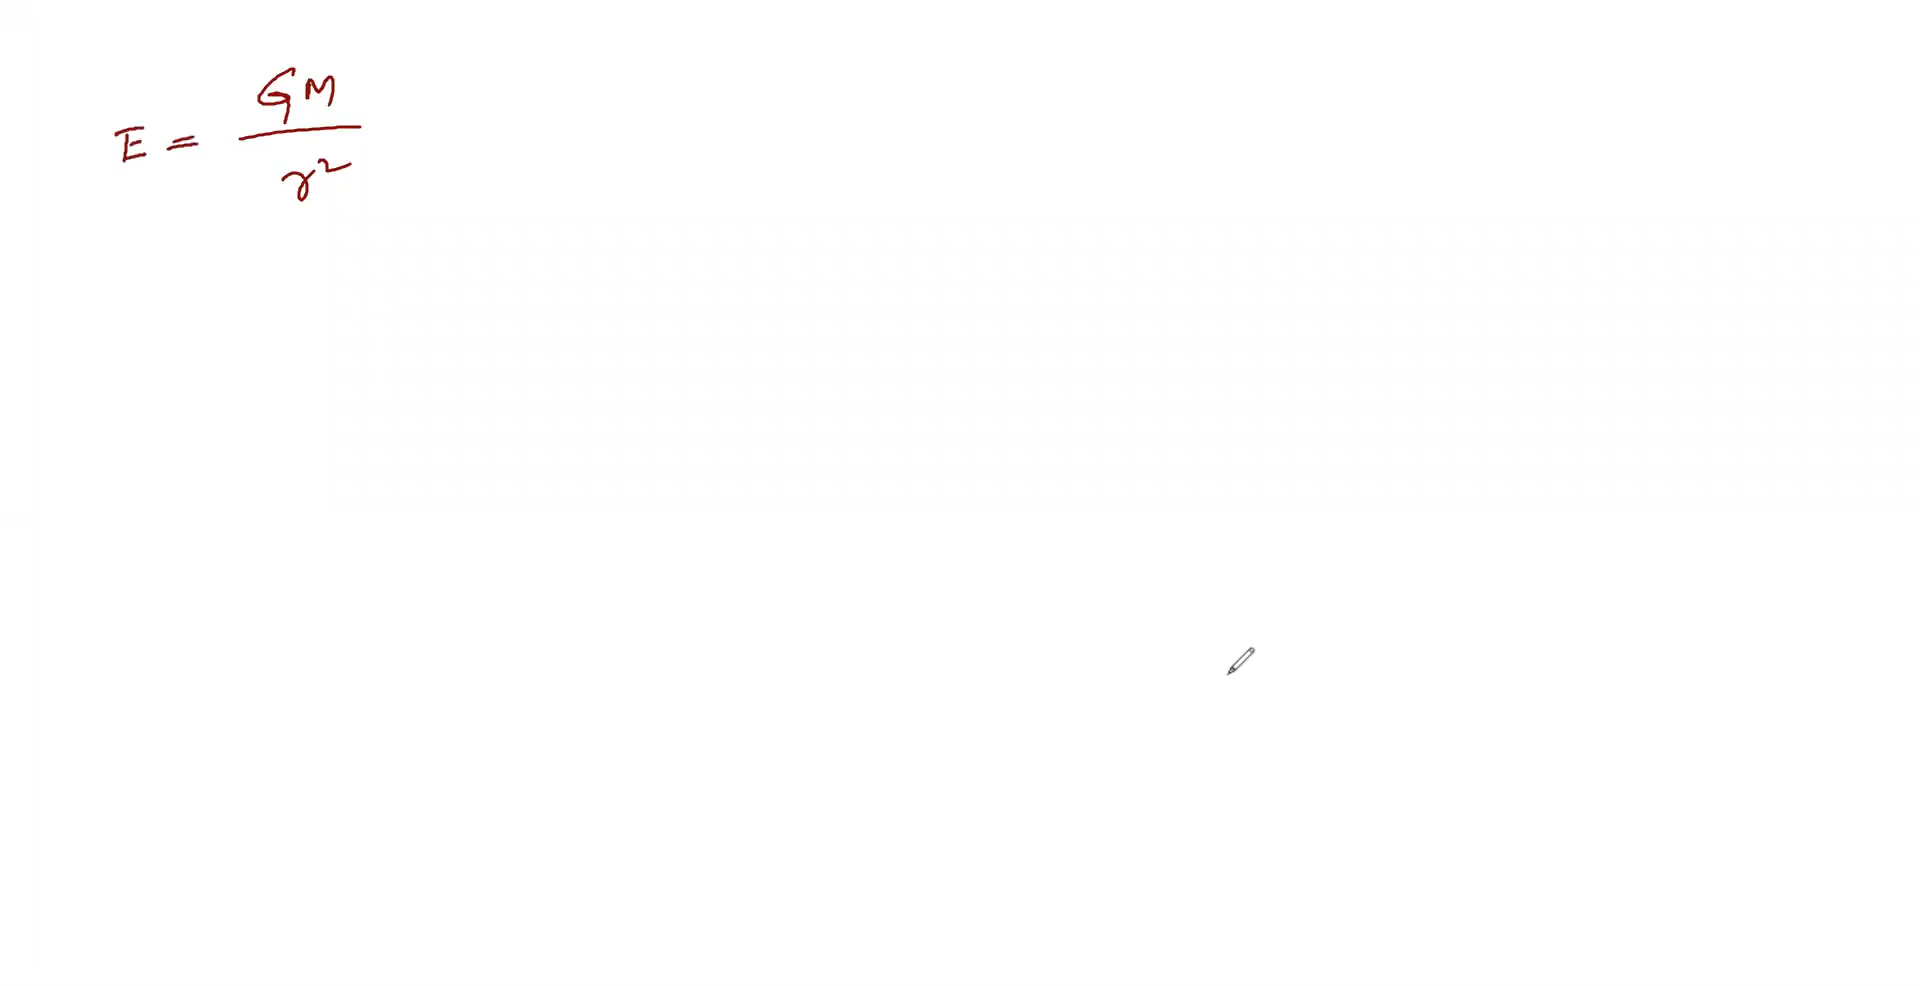 E = GM / r²